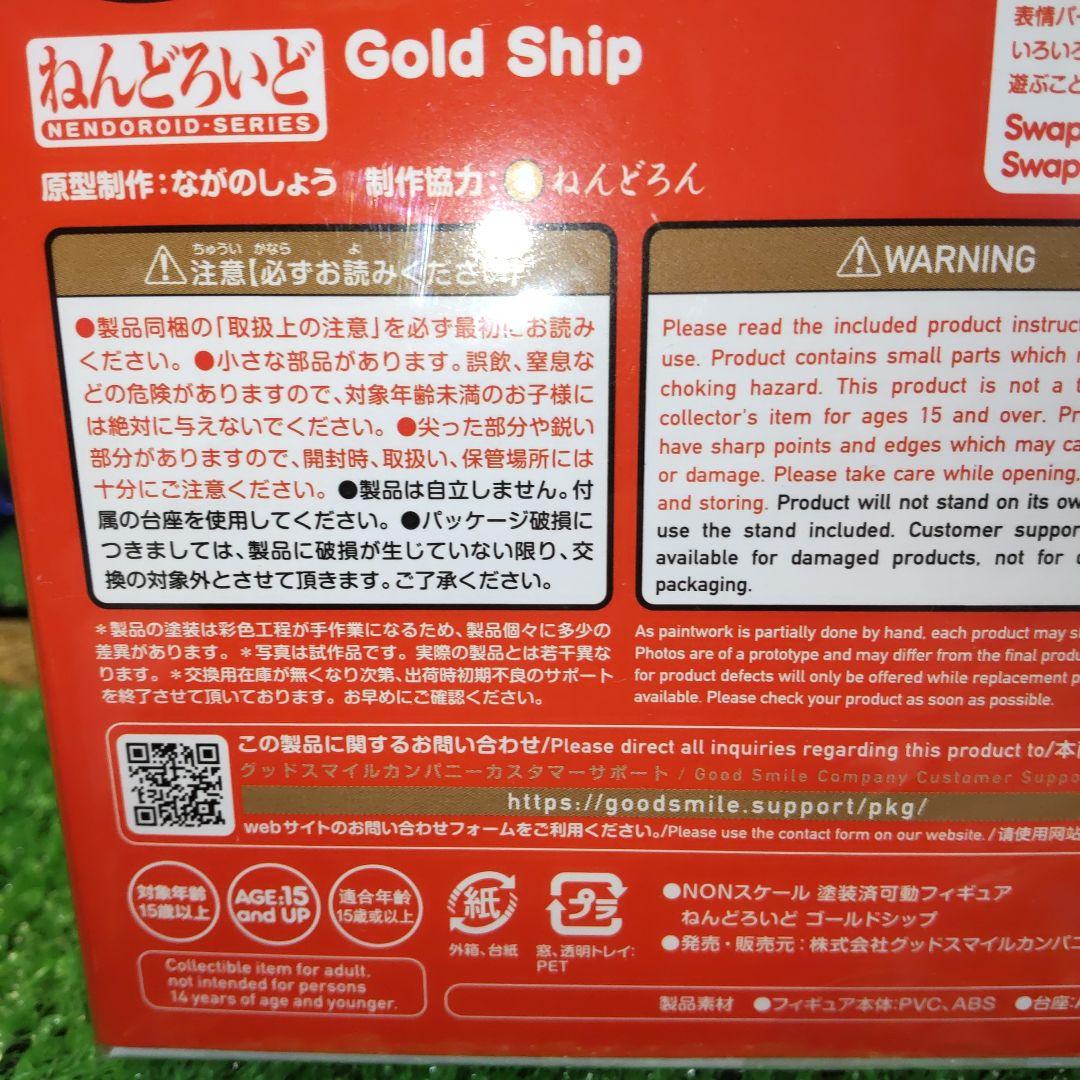 ねんどろいど
NENDOROID-SERIES
Gold Ship
原型制作：ながのしょう　制作協力：ねんどろん
表情パ
いろいろ
遊ぶこと
Swap
Swap
ちゅうい かなら よ
注意【必ずお読みください】
●製品同梱の「取扱上の注意」を必ず最初にお読み
ください。●小さな部品があります。誤飲、窒息な
どの危険がありますので、対象年齢未満のお子様に
は絶対に与えないでください。●尖った部分や鋭い
部分がありますので、開封時、取扱い、保管場所には
十分にご注意ください。●製品は自立しません。付
属の台座を使用してください。●パッケージ破損に
つきましては、製品に破損が生じていない限り、交
換の対象外とさせて頂きます。ご了承ください。
WARNING
Please read the included product instruc
use. Product contains small parts which
choking hazard. This product is not a
collector's item for ages 15 and over. Pr
have sharp points and edges which may ca
or damage. Please take care while opening,
and storing. Product will not stand on its ow
use the stand included. Customer suppor
available for damaged products, not for
packaging.
＊製品の塗装は彩色工程が手作業になるため、製品個々に多少の
差異があります。＊写真は試作品です。実際の製品とは若干異な
ります。＊交換用在庫が無くなり次第、出荷時初期不良のサポート
を終了させて頂いております。お早めにご確認ください。
As paintwork is partially done by hand, each product may s
Photos are of a prototype and may differ from the final produ
for product defects will only be offered while replacement p
available. Please check your product as soon as possible.
この製品に関するお問い合わせ/Please direct all inquiries regarding this product to/本
グッドスマイルカンパニーカスタマーサポート / Good Smile Company Customer Suppo
https://goodsmile.support/pkg/
webサイトのお問い合わせフォームをご利用ください。/Please use the contact form on our website./请使用网站
対象年齢
15歳以上
AGE:15
and UP
適合年齡
15歲或以上
紙
外箱、台紙
プラ
窓、透明トレイ:
PET
●NONスケール 塗装済可動フィギュア
ねんどろいど ゴールドシップ
●発売・販売元：株式会社グッドスマイルカンパニ
Collectible item for adult,
not intended for persons
14 years of age and younger.
製品素材　●フィギュア本体:PVC、ABS　●台座: